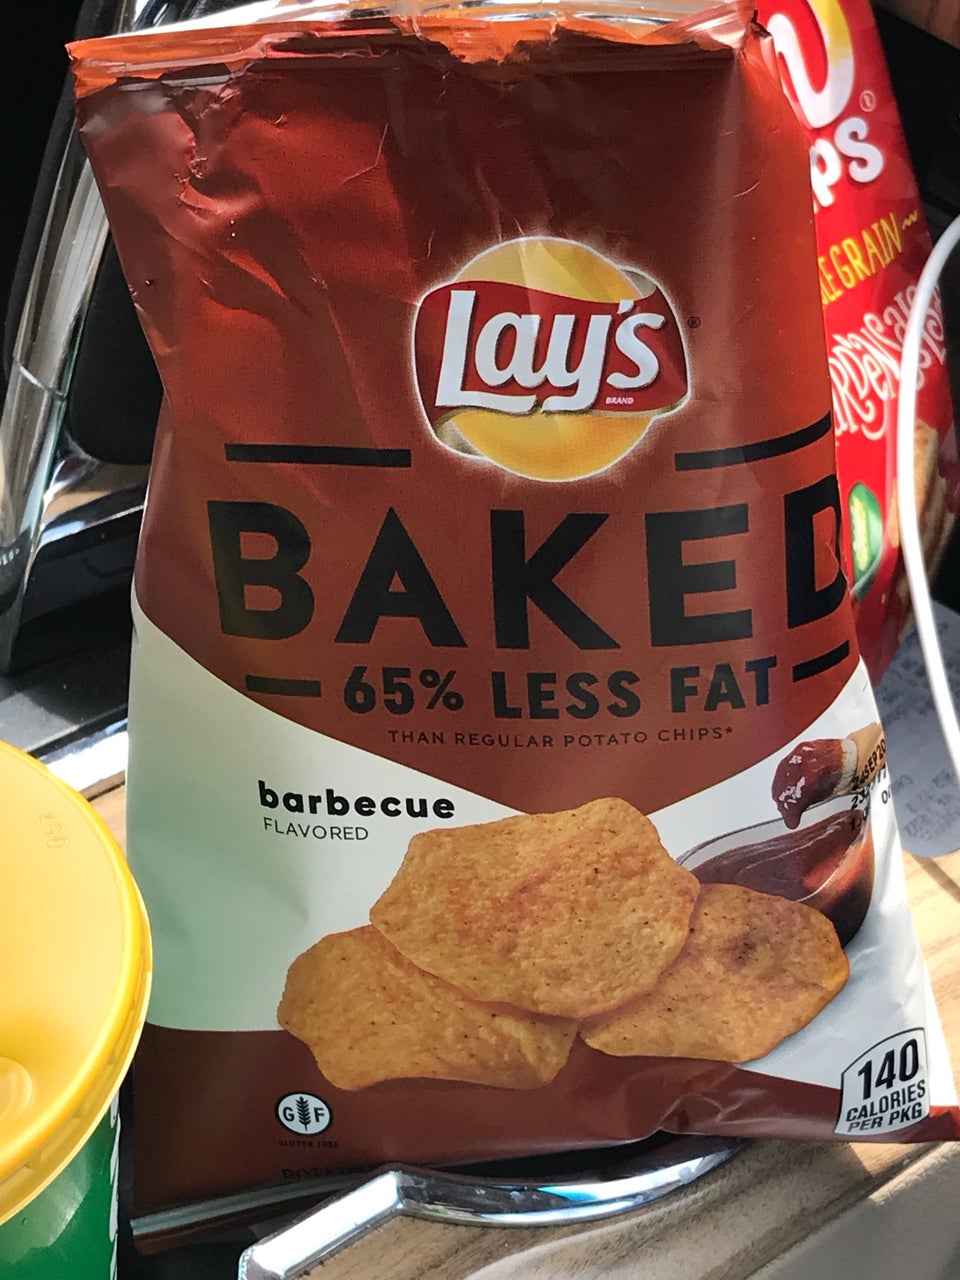 Lay's
®
BRAND
BAKED
65% LESS FAT
THAN REGULAR POTATO CHIPS*
barbecue
FLAVORED
GF
GLUTEN FREE
140
CALORIES
PER PKG
PS
®
GRAIN